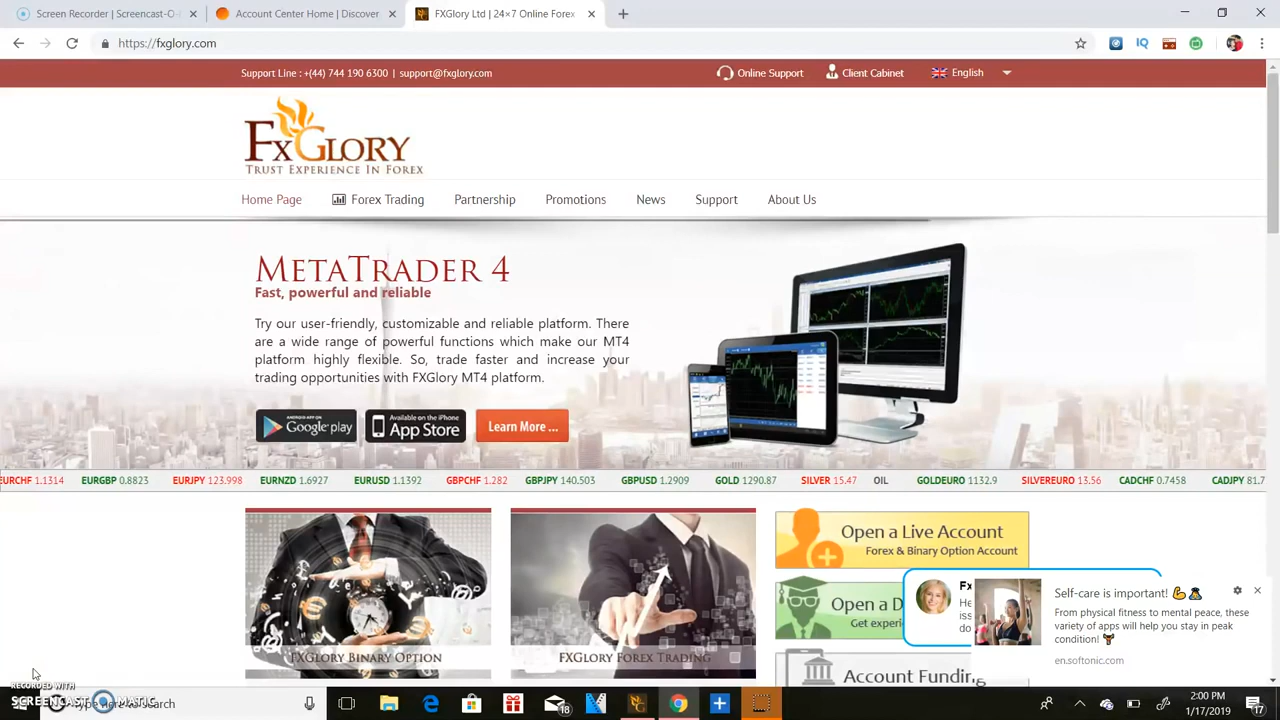 Screen Recorder | Screencast-O
Account Center Home | Discover
FXGlory Ltd | 24×7 Online Forex
https://fxglory.com
Support Line : +(44) 744 190 6300 | support@fxglory.com
Online Support
Client Cabinet
English
FxGlory
Trust Experience In Forex
Home Page
Forex Trading
Partnership
Promotions
News
Support
About Us
MetaTrader 4
Fast, powerful and reliable
Try our user-friendly, customizable and reliable platform. There
are a wide range of powerful functions which make our MT4
platform highly flexible. So, trade faster and increase your
trading opportunities with FXGlory MT4 platform.
ANDROID APP ON
Google play
Available on the iPhone
App Store
Learn More ...
EURCHF 1.1314 EURGBP 0.8823 EURJPY 123.998 EURNZD 1.6927 EURUSD 1.1392 GBPCHF 1.282 GBPJPY 140.503 GBPUSD 1.2909 GOLD 1290.87 SILVER 15.47 OIL GOLDEURO 1132.9 SILVEREURO 13.56 CADCHF 0.7458 CADJPY 81.7
FXGlory Binary Option
FXGlory Forex Trading
Open a Live Account
Forex & Binary Option Account
Open a D
Get experi
Account Funding
Fx
He
iss
do
Self-care is important!
From physical fitness to mental peace, these
variety of apps will help you stay in peak
condition!
en.softonic.com
RECORDED WITH
SCREENCAST MATIC
Type here to search
18
2:00 PM
1/17/2019
17